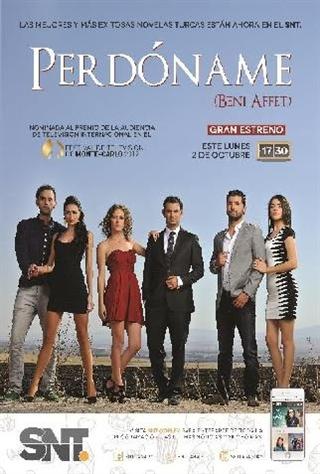 LAS MEJORES Y MÁS EXITOSAS NOVELAS TURCAS ESTÁN AHORA EN EL SNT.
PERDÓNAME
(BENI AFFET)
NOMINADA AL PREMIO DE LA AUDIENCIA
DE TELEVISIÓN INTERNACIONAL EN EL
FESTIVAL DE TELEVISIÓN
DE MONTE-CARLO 2012
GRAN ESTRENO
ESTE LUNES
2 DE OCTUBRE
17:30
SNT.